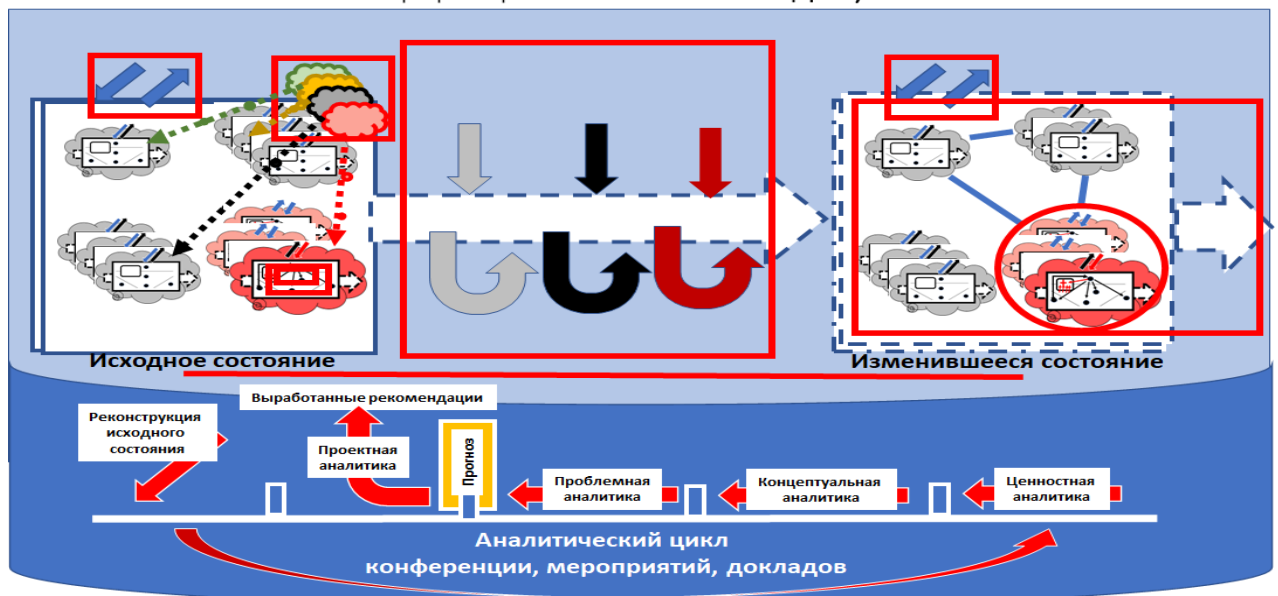 Исходное состояние
Изменившееся состояние
Выработанные рекомендации
Реконструкция
исходного
состояния
Проектная
аналитика
Прогноз
Проблемная
аналитика
Концептуальная
аналитика
Ценностная
аналитика
Аналитический цикл
конференции, мероприятий, докладов